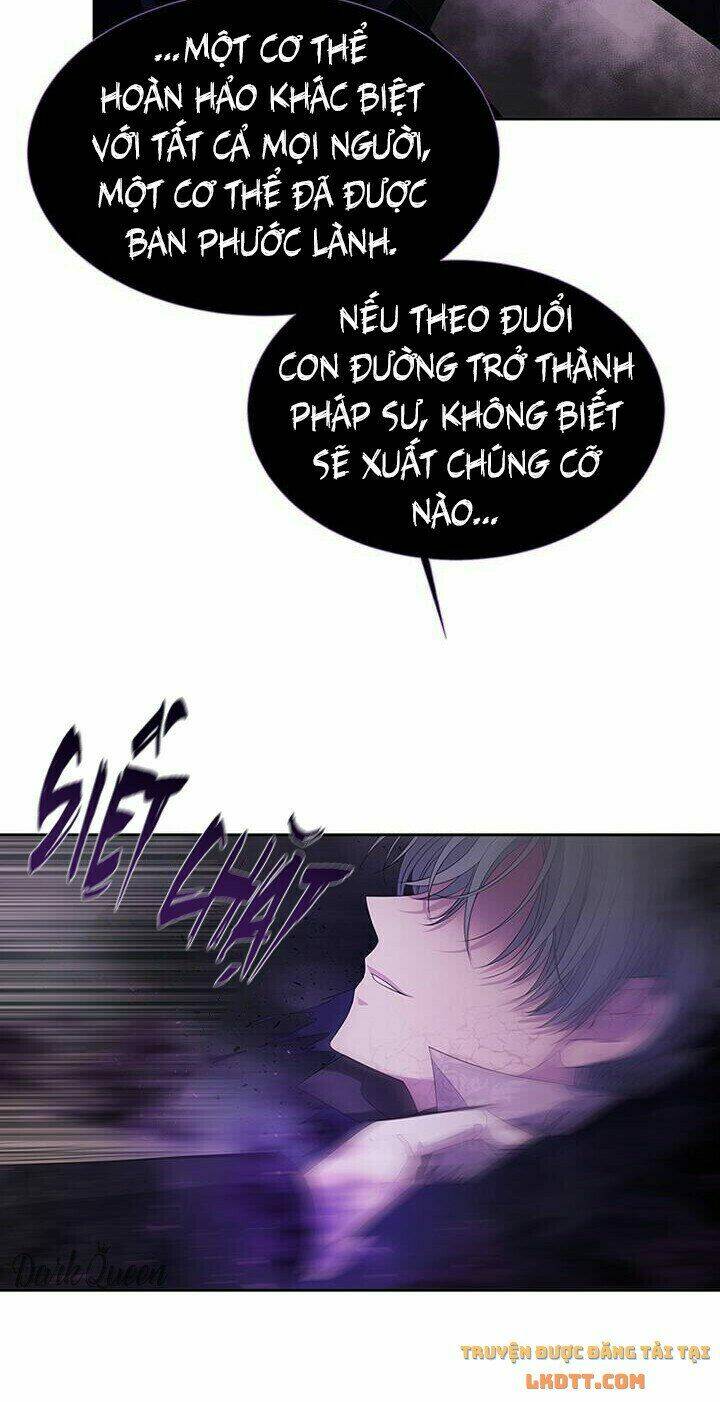 ...MỘT CƠ THỂ
HOÀN HẢO KHÁC BIỆT
VỚI TẤT CẢ MỌI NGƯỜI,
MỘT CƠ THỂ ĐÃ ĐƯỢC
BAN PHƯỚC LÀNH.
NẾU THEO ĐUỔI
CON ĐƯỜNG TRỞ THÀNH
PHÁP SƯ, KHÔNG BIẾT
SẼ XUẤT CHÚNG CỠ
NÀO...
SIẾT
CHẶT
DarkQueen
TRUYỆN ĐƯỢC ĐĂNG TẢI TẠI
LKDTT.COM